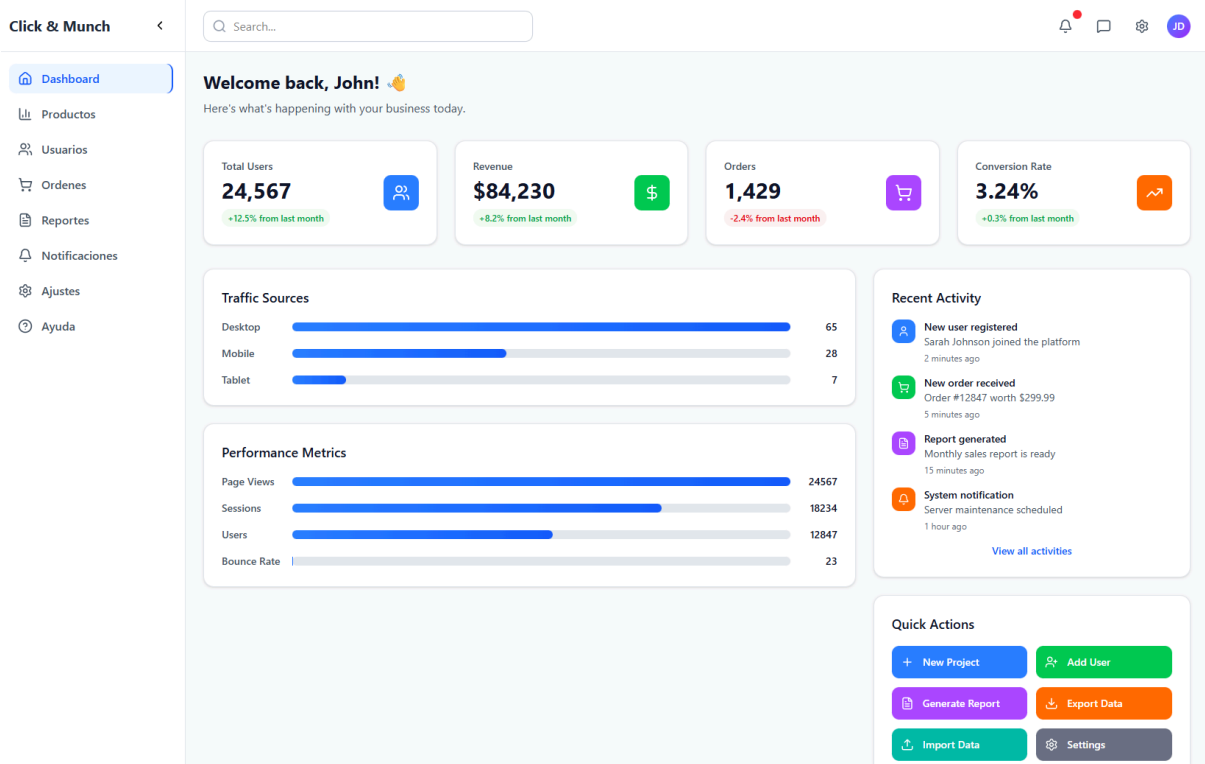 Click & Munch
Search...
JD
Dashboard
Productos
Usuarios
Ordenes
Reportes
Notificaciones
Ajustes
Ayuda
Welcome back, John! 👋
Here's what's happening with your business today.
Total Users
24,567
+12.5% from last month
Revenue
$84,230
+8.2% from last month
Orders
1,429
-2.4% from last month
Conversion Rate
3.24%
+0.3% from last month
Traffic Sources
Desktop 65
Mobile 28
Tablet 7
Performance Metrics
Page Views 24567
Sessions 18234
Users 12847
Bounce Rate 23
Recent Activity
New user registered
Sarah Johnson joined the platform
2 minutes ago
New order received
Order #12847 worth $299.99
5 minutes ago
Report generated
Monthly sales report is ready
15 minutes ago
System notification
Server maintenance scheduled
1 hour ago
View all activities
Quick Actions
New Project
Add User
Generate Report
Export Data
Import Data
Settings